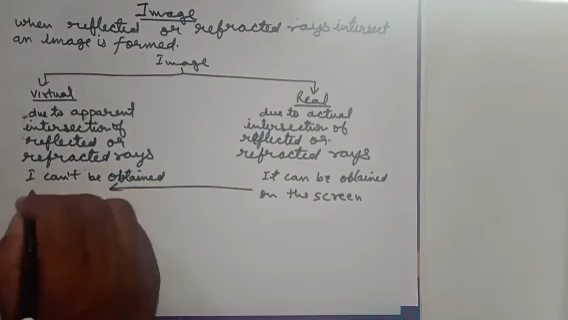 Image
when reflected or refracted rays intersect
an image is formed.
Image
Virtual
due to apparent
intersection of
reflected or
refracted rays
I can't be obtained
Real
due to actual
intersection of
reflected or
refracted rays
It can be obtained
on the screen